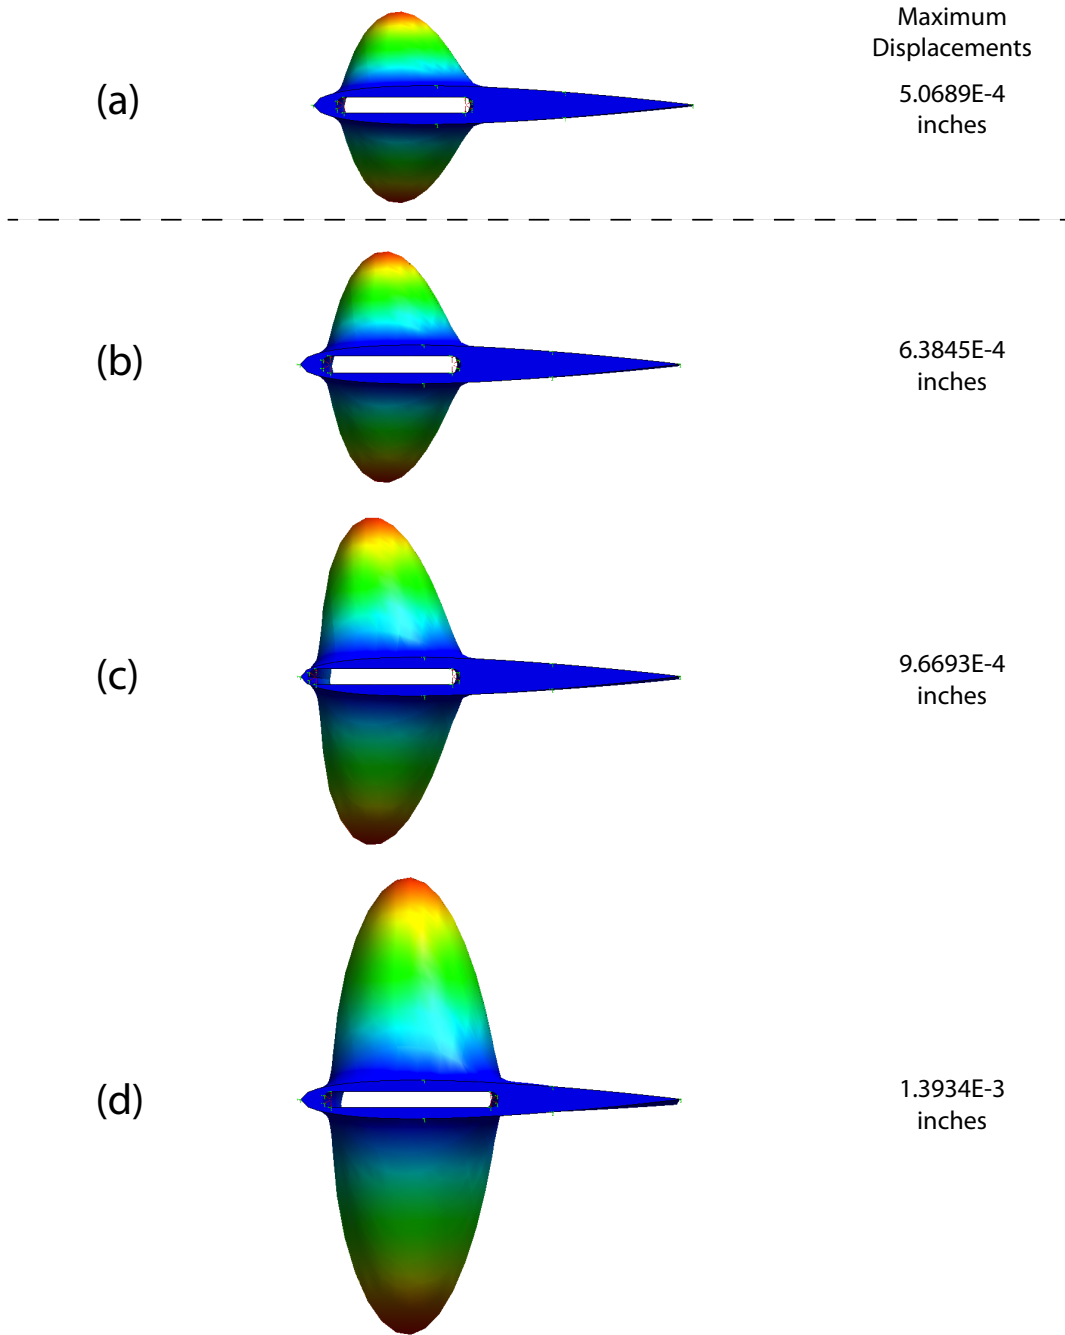 Maximum
Displacements
(a)
5.0689E-4
inches
(b)
6.3845E-4
inches
(c)
9.6693E-4
inches
(d)
1.3934E-3
inches